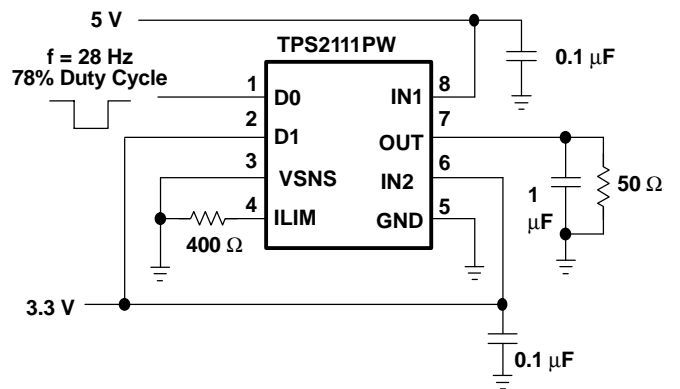 5 V
TPS2111PW
0.1 μF
f = 28 Hz
78% Duty Cycle
1
D0
IN1
8
2
D1
OUT
7
3
VSNS
IN2
6
4
ILIM
GND
5
400 Ω
1
μF
50 Ω
3.3 V
0.1 μF